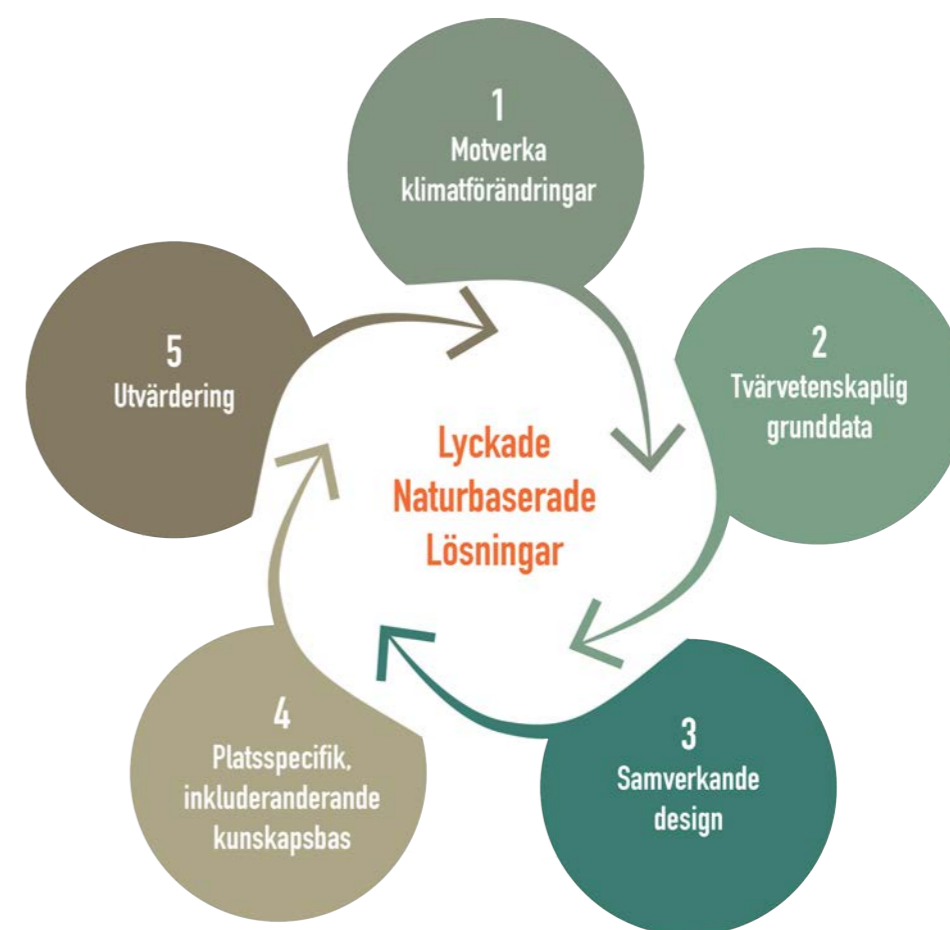 1
Motverka
klimatförändringar
2
Tvärvetenskaplig
grunddata
3
Samverkande
design
4
Platsspecifik,
inkluderanderande
kunskapsbas
5
Utvärdering
Lyckade
Naturbaserade
Lösningar